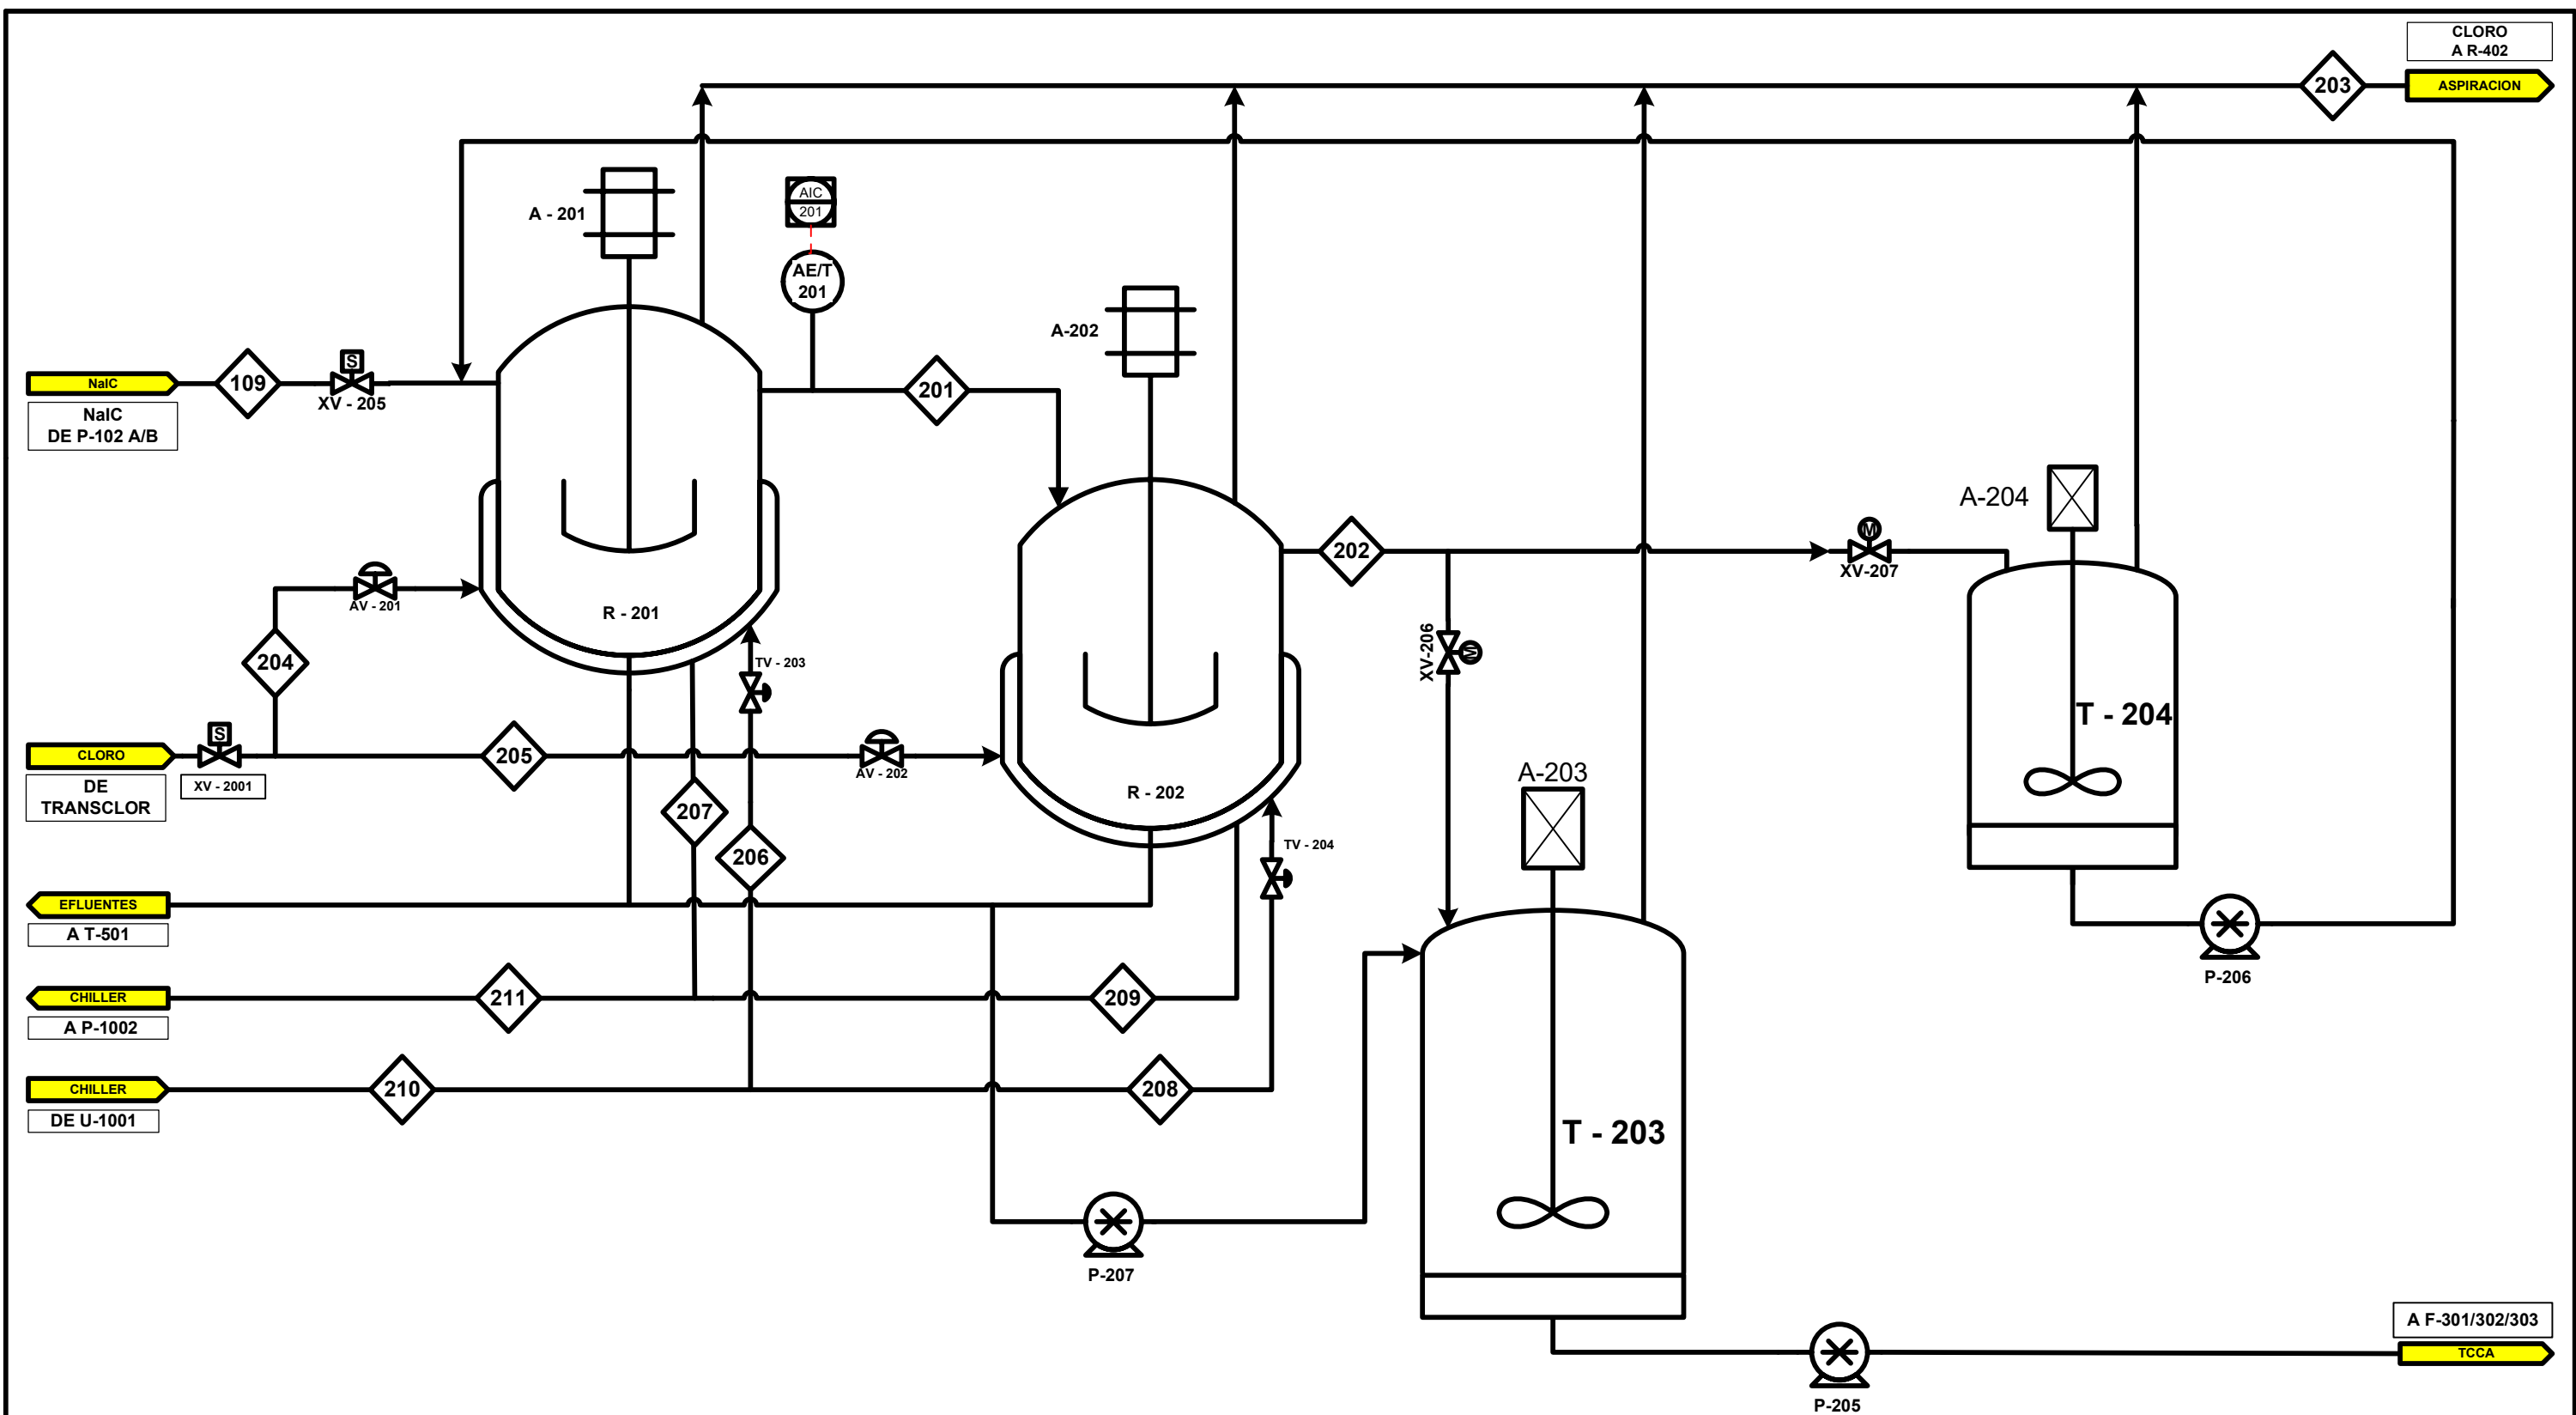 CLORO
A R-402
203
ASPIRACION
A - 201
AIC
201
AE/T
201
A-202
NaIC
109
S
XV - 205
201
NaIC
DE P-102 A/B
A-204
202
M
XV-207
AV - 201
R - 201
XV-206
M
204
TV - 203
T - 204
S
CLORO
205
AV - 202
A-203
DE
TRANSCLOR
XV - 2001
R - 202
207
206
TV - 204
EFLUENTES
A T-501
P-206
CHILLER
211
209
A P-1002
CHILLER
210
208
DE U-1001
T - 203
P-207
A F-301/302/303
TCCA
P-205